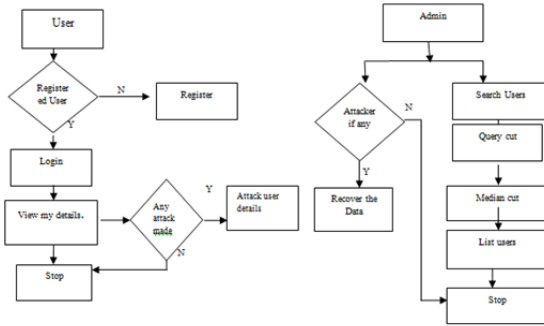 User
Register
ed User
N
Register
Y
Login
View my details.
Any
attack
made
Y
Attack user
details
N
Stop
Admin
Attacker
if any
N
Y
Recover the
Data
Search Users
Query cut
Median cut
List users
Stop